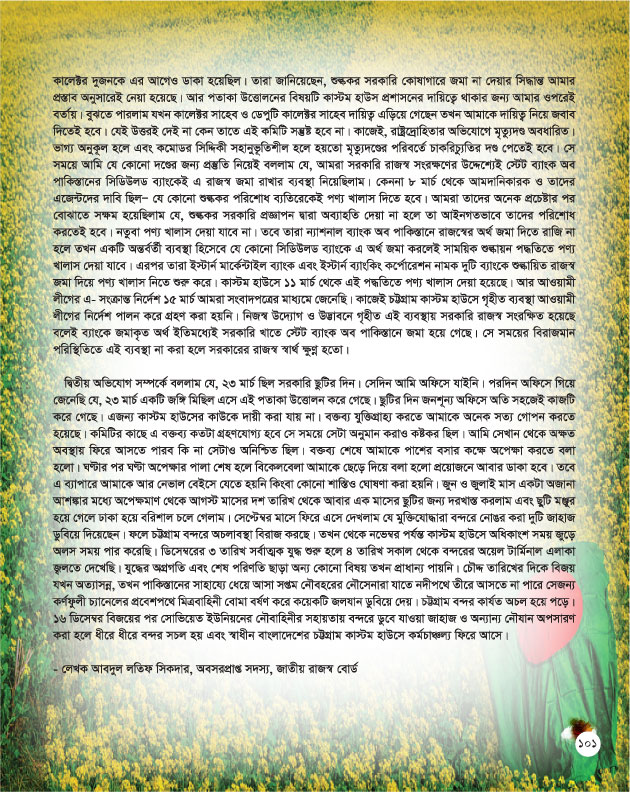 কালেক্টর দুজনকে এর আগেও ডাকা হয়েছিল। তারা জানিয়েছেন, শুল্ককর সরকারি কোষাগারে জমা না দেয়ার সিদ্ধান্ত আমার
প্রস্তাব অনুসারেই নেয়া হয়েছে। আর পতাকা উত্তোলনের বিষয়টি কাস্টম হাউস প্রশাসনের দায়িত্বে থাকার জন্য আমার ওপরেই
বর্তায়। বুঝতে পারলাম যখন কালেক্টর সাহেব ও ডেপুটি কালেক্টর সাহেব দায়িত্ব এড়িয়ে গেছেন তখন আমাকে দায়িত্ব নিয়ে জবাব
দিতেই হবে। যেই উত্তরই দেই না কেন তাতে এই কমিটি সন্তুষ্ট হবে না। কাজেই, রাষ্ট্রদ্রোহিতার অভিযোগে মৃত্যুদণ্ড অবধারিত।
ভাগ্য অনুকুল হলে এবং কমোডর সিদ্দিকী সহানুভূতিশীল হলে হয়তো মৃত্যুদণ্ডের পরিবর্তে চাকরিচ্যুতির দণ্ড পেতেই হবে। সে
সময়ে আমি যে কোনো দণ্ডের জন্য প্রস্তুতি নিয়েই বললাম যে, আমরা সরকারি রাজস্ব সংরক্ষণের উদ্দেশ্যেই স্টেট ব্যাংক অব
পাকিস্তানের সিডিউলড ব্যাংকেই এ রাজস্ব জমা রাখার ব্যবস্থা নিয়েছিলাম। কেননা ৮ মার্চ থেকে আমদানিকারক ও তাদের
এজেন্টদের দাবি ছিল– যে কোনো শুল্ককর পরিশোধ ব্যতিরেকেই পণ্য খালাস দিতে হবে। আমরা তাদের অনেক প্রচেষ্টার পর
বোঝাতে সক্ষম হয়েছিলাম যে, শুল্ককর সরকারি প্রজ্ঞাপন দ্বারা অব্যাহতি দেয়া না হলে তা আইনগতভাবে তাদের পরিশোধ
করতেই হবে। নতুবা পণ্য খালাস দেয়া যাবে না। তবে তারা ন্যাশনাল ব্যাংক অব পাকিস্তানে রাজস্বের অর্থ জমা দিতে রাজি না
হলে তখন একটি অন্তর্বর্তী ব্যবস্থা হিসেবে যে কোনো সিডিউলড ব্যাংকে এ অর্থ জমা করলেই সাময়িক শুল্কায়ন পদ্ধতিতে পণ্য
খালাস দেয়া যাবে। এরপর তারা ইস্টার্ন মার্কেন্টাইল ব্যাংক এবং ইস্টার্ন ব্যাংকিং কর্পোরেশন নামক দুটি ব্যাংকে শুল্কায়িত রাজস্ব
জমা দিয়ে পণ্য খালাস নিতে শুরু করে। কাস্টম হাউসে ১১ মার্চ থেকে এই পদ্ধতিতে পণ্য খালাস দেয়া হয়েছে। আর আওয়ামী
লীগের এ- সংক্রান্ত নির্দেশ ১৫ মার্চ আমরা সংবাদপত্রের মাধ্যমে জেনেছি। কাজেই চট্টগ্রাম কাস্টম হাউসে গৃহীত ব্যবস্থা আওয়ামী
লীগের নির্দেশ পালন করে গ্রহণ করা হয়নি। নিজস্ব উদ্যোগ ও উদ্ভাবনে গৃহীত এই ব্যবস্থায় সরকারি রাজস্ব সংরক্ষিত হয়েছে
বলেই ব্যাংকে জমাকৃত অর্থ ইতিমধ্যেই সরকারি খাতে স্টেট ব্যাংক অব পাকিস্তানে জমা হয়ে গেছে। সে সময়ের বিরাজমান
পরিস্থিতিতে এই ব্যবস্থা না করা হলে সরকারের রাজস্ব স্বার্থ ক্ষুণ্ন হতো।
দ্বিতীয় অভিযোগ সম্পর্কে বললাম যে, ২৩ মার্চ ছিল সরকারি ছুটির দিন। সেদিন আমি অফিসে যাইনি। পরদিন অফিসে গিয়ে
জেনেছি যে, ২৩ মার্চে একটি জঙ্গি মিছিল এসে এই পতাকা উত্তোলন করে গেছে। ছুটির দিন জনশূন্য অফিসে অতি সহজেই কাজটি
করে গেছে। এজন্য কাস্টম হাউসের কাউকে দায়ী করা যায় না। বক্তব্য যুক্তিগ্রাহ্য করতে আমাকে অনেক সত্য গোপন করতে
হয়েছে। কমিটির কাছে এ বক্তব্য কতটা গ্রহণযোগ্য হবে সে সময়ে সেটা অনুমান করাও কষ্টকর ছিল। আমি সেখান থেকে অক্ষত
অবস্থায় ফিরে আসতে পারব কি না সেটাও অনিশ্চিত ছিল। বক্তব্য শেষে আমাকে পাশের বসার কক্ষে অপেক্ষা করতে বলা
হলো। ঘণ্টার পর ঘণ্টা অপেক্ষার পালা শেষ হলে বিকেলবেলা আমাকে ছেড়ে দিয়ে বলা হলো প্রয়োজনে আবার ডাকা হবে। তবে
এ ব্যাপারে আমাকে আর নেভাল বেইসে যেতে হয়নি কিংবা কোনো শাস্তিও ঘোষণা করা হয়নি। জুন ও জুলাই মাস একটা অজানা
আশঙ্কার মধ্যে অপেক্ষমাণ থেকে আগস্ট মাসের দশ তারিখ থেকে আবার এক মাসের ছুটির জন্য দরখাস্ত করলাম এবং ছুটি মঞ্জুর
হয়ে গেলে ঢাকা হয়ে বরিশাল চলে গেলাম। সেপ্টেম্বর মাসে ফিরে এসে দেখলাম যে মুক্তিযোদ্ধারা বন্দরে নোঙর করা দুটি জাহাজ
ডুবিয়ে দিয়েছেন। ফলে চট্টগ্রাম বন্দরে অচলাবস্থা বিরাজ করছে। তখন থেকে নভেম্বর পর্যন্ত কাস্টম হাউসে অধিকাংশ সময় জুড়ে
অলস সময় পার করেছি। ডিসেম্বরের ৩ তারিখ সর্বাত্মক যুদ্ধ শুরু হলে ৪ তারিখ সকাল থেকে বন্দরের অয়েল টার্মিনাল এলাকা
জ্বলতে দেখেছি। যুদ্ধের অগ্রগতি এবং শেষ পরিণতি ছাড়া অন্য কোনো বিষয় তখন প্রাধান্য পায়নি। চৌদ্দ তারিখের দিকে বিজয়
যখন অত্যাসন্ন, তখন পাকিস্তানের সাহায্যে ধেয়ে আসা সপ্তম নৌবহরের নৌসেনারা যাতে নদীপথে তীরে আসতে না পারে সেজন্য
কর্ণফুলী চ্যানেলের প্রবেশপথে মিত্রবাহিনী বোমা বর্ষণ করে কয়েকটি জলযান ডুবিয়ে দেয়। চট্টগ্রাম বন্দর কার্যত অচল হয়ে পড়ে।
১৬ ডিসেম্বর বিজয়ের পর সোভিয়েত ইউনিয়নের নৌবাহিনীর সহায়তায় বন্দরে ডুবে যাওয়া জাহাজ ও অন্যান্য নৌযান অপসারণ
করা হলে ধীরে ধীরে বন্দর সচল হয় এবং স্বাধীন বাংলাদেশের চট্টগ্রাম কাস্টম হাউসে কর্মচাঞ্চল্য ফিরে আসে।
- লেখক আবদুল লতিফ সিকদার, অবসরপ্রাপ্ত সদস্য, জাতীয় রাজস্ব বোর্ড
১০১